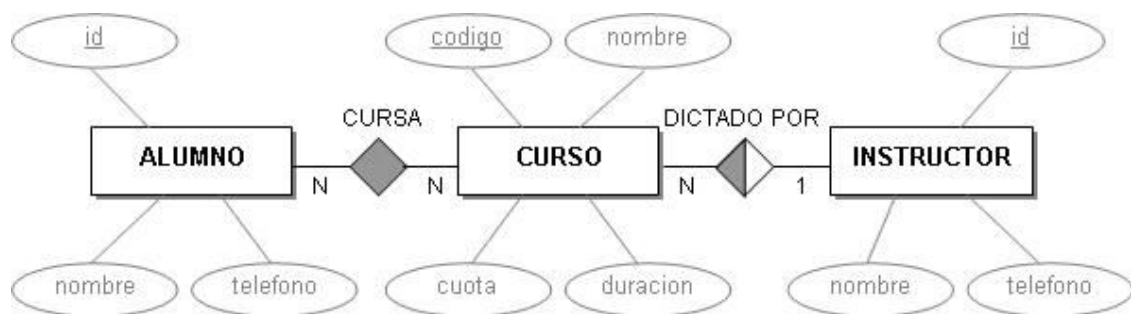 id
codigo
nombre
id
CURSA
DICTADO POR
ALUMNO
CURSO
INSTRUCTOR
N
N
N
1
nombre
telefono
cuota
duracion
nombre
telefono